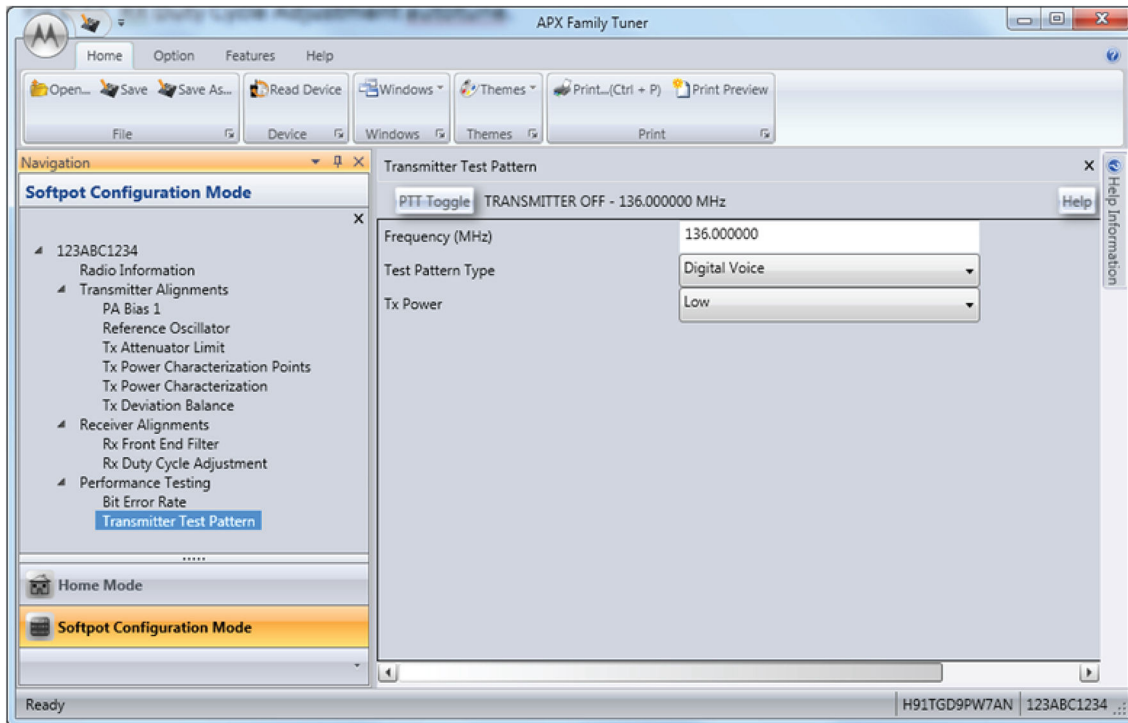 Rx Duty Cycle Adjustment autotune.
APX Family Tuner
Home Option Features Help
Open... Save Save As... Read Device Windows Themes Print...(Ctrl + P) Print Preview
File Device Windows Themes Print
Navigation
Softpot Configuration Mode
123ABC1234
Radio Information
Transmitter Alignments
PA Bias 1
Reference Oscillator
Tx Attenuator Limit
Tx Power Characterization Points
Tx Power Characterization
Tx Deviation Balance
Receiver Alignments
Rx Front End Filter
Rx Duty Cycle Adjustment
Performance Testing
Bit Error Rate
Transmitter Test Pattern
Home Mode
Softpot Configuration Mode
Transmitter Test Pattern
PTT Toggle TRANSMITTER OFF - 136.000000 MHz Help
Frequency (MHz) 136.000000
Test Pattern Type Digital Voice
Tx Power Low
Help Information
Ready H91TGD9PW7AN 123ABC1234